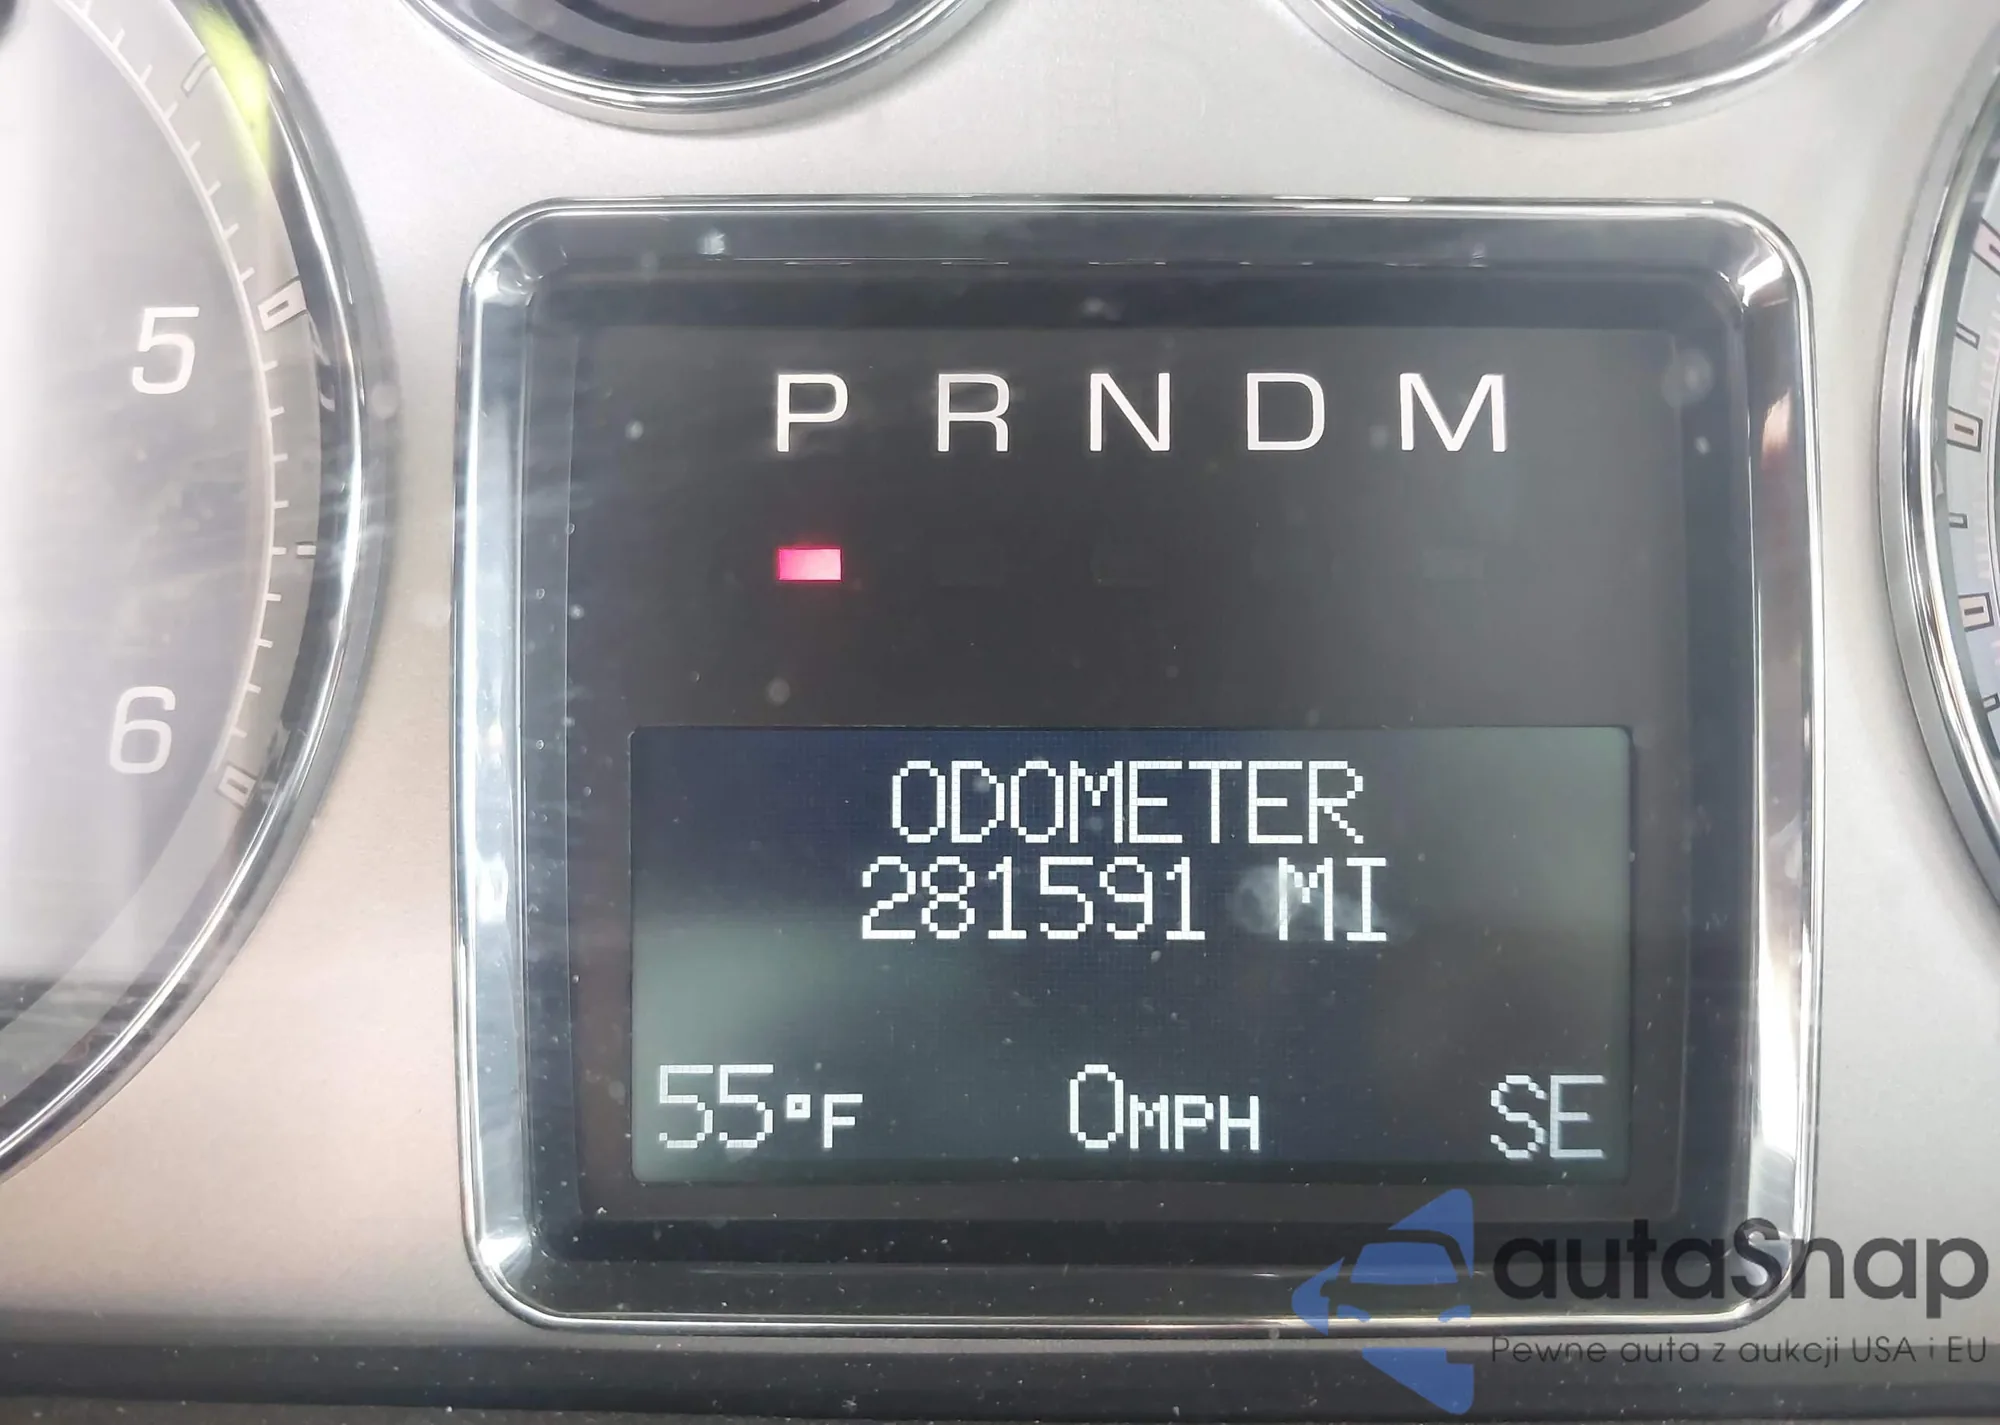 5
6
P R N D M
ODOMETER
281591 MI
55°F 0MPH SE
autaSnap
Pewne auta z aukcji USA i EU